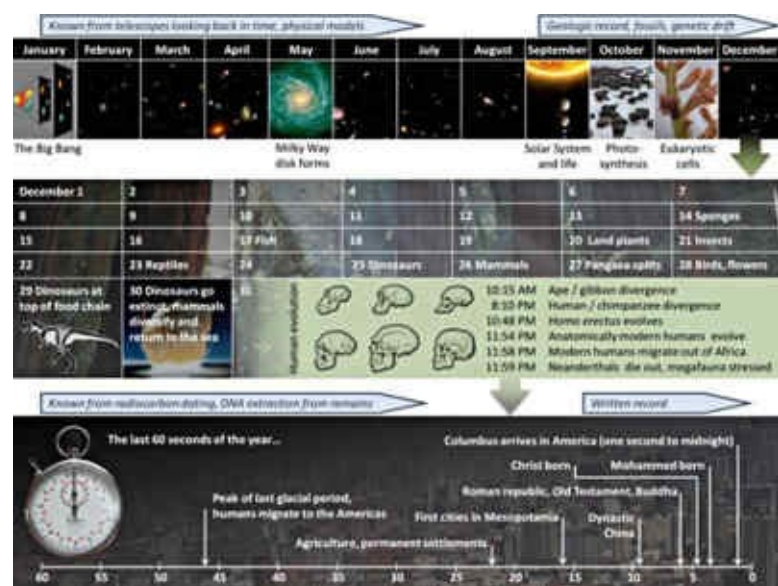 Known from telescopes looking back in time, physical models
Geologic record, fossils, genetic drift
January February March April May June July August September October November December
The Big Bang
Milky Way
disk forms
Solar System
and life
Photo-
synthesis
Eukaryotic
cells
December 1 2 3 4 5 6 7
8 9 10 11 12 13 14 Sponges
15 16 17 Fish 18 19 20 Land plants 21 Insects
22 23 Reptiles 24 25 Dinosaurs 26 Mammals 27 Pangaea splits 28 Birds, flowers
29 Dinosaurs at
top of food chain
30 Dinosaurs go
extinct, mammals
diversify and
return to the sea
31
Human evolution
10:15 AM Ape / gibbon divergence
8:10 PM Human / chimpanzee divergence
10:48 PM Homo erectus evolves
11:54 PM Anatomically modern humans evolve
11:58 PM Modern humans migrate out of Africa
11:59 PM Neanderthals die out, megafauna stressed
Known from radiocarbon dating, DNA extraction from remains
Written record
The last 60 seconds of the year...
Columbus arrives in America (one second to midnight)
Christ born
Mohammed born
Peak of last glacial period,
humans migrate to the Americas
Roman republic, Old Testament, Buddha
First cities in Mesopotamia
Dynastic
China
Agriculture, permanent settlements
60 55 50 45 40 35 30 25 20 15 10 5 0